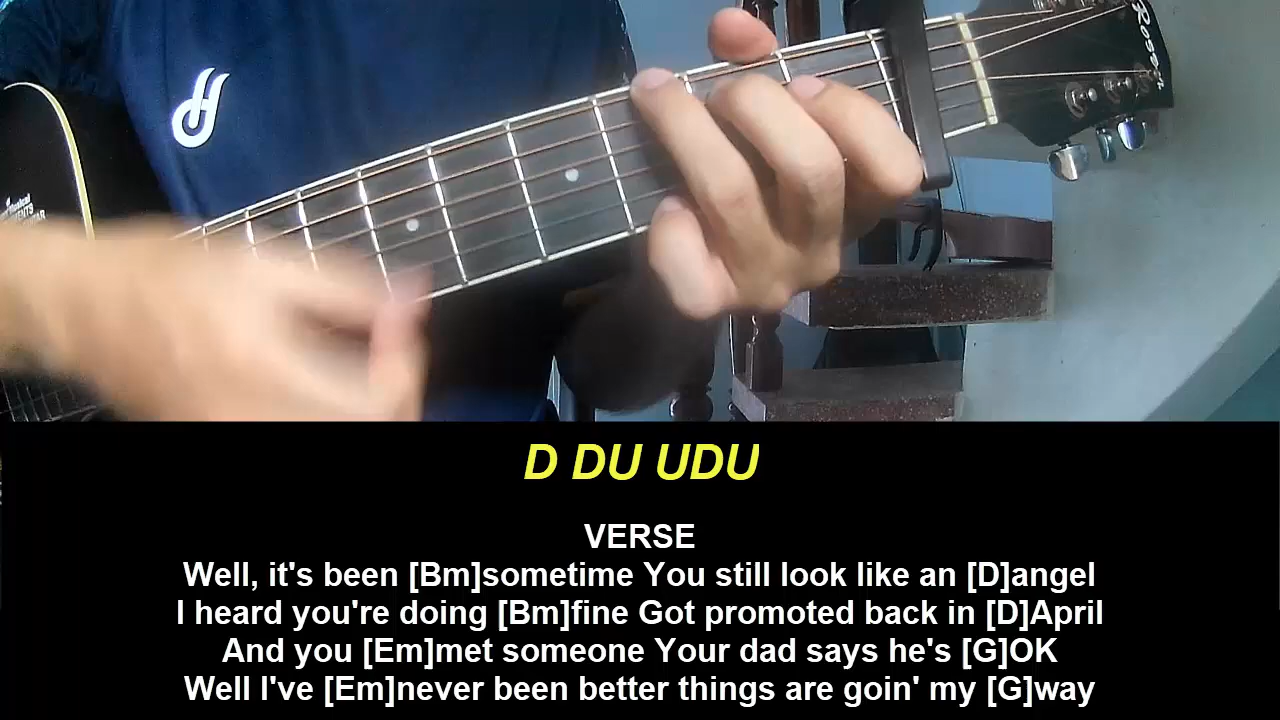 Rosen
D DU UDU
VERSE
Well, it's been [Bm]sometime You still look like an [D]angel
I heard you're doing [Bm]fine Got promoted back in [D]April
And you [Em]met someone Your dad says he's [G]OK
Well I've [Em]never been better things are goin' my [G]way